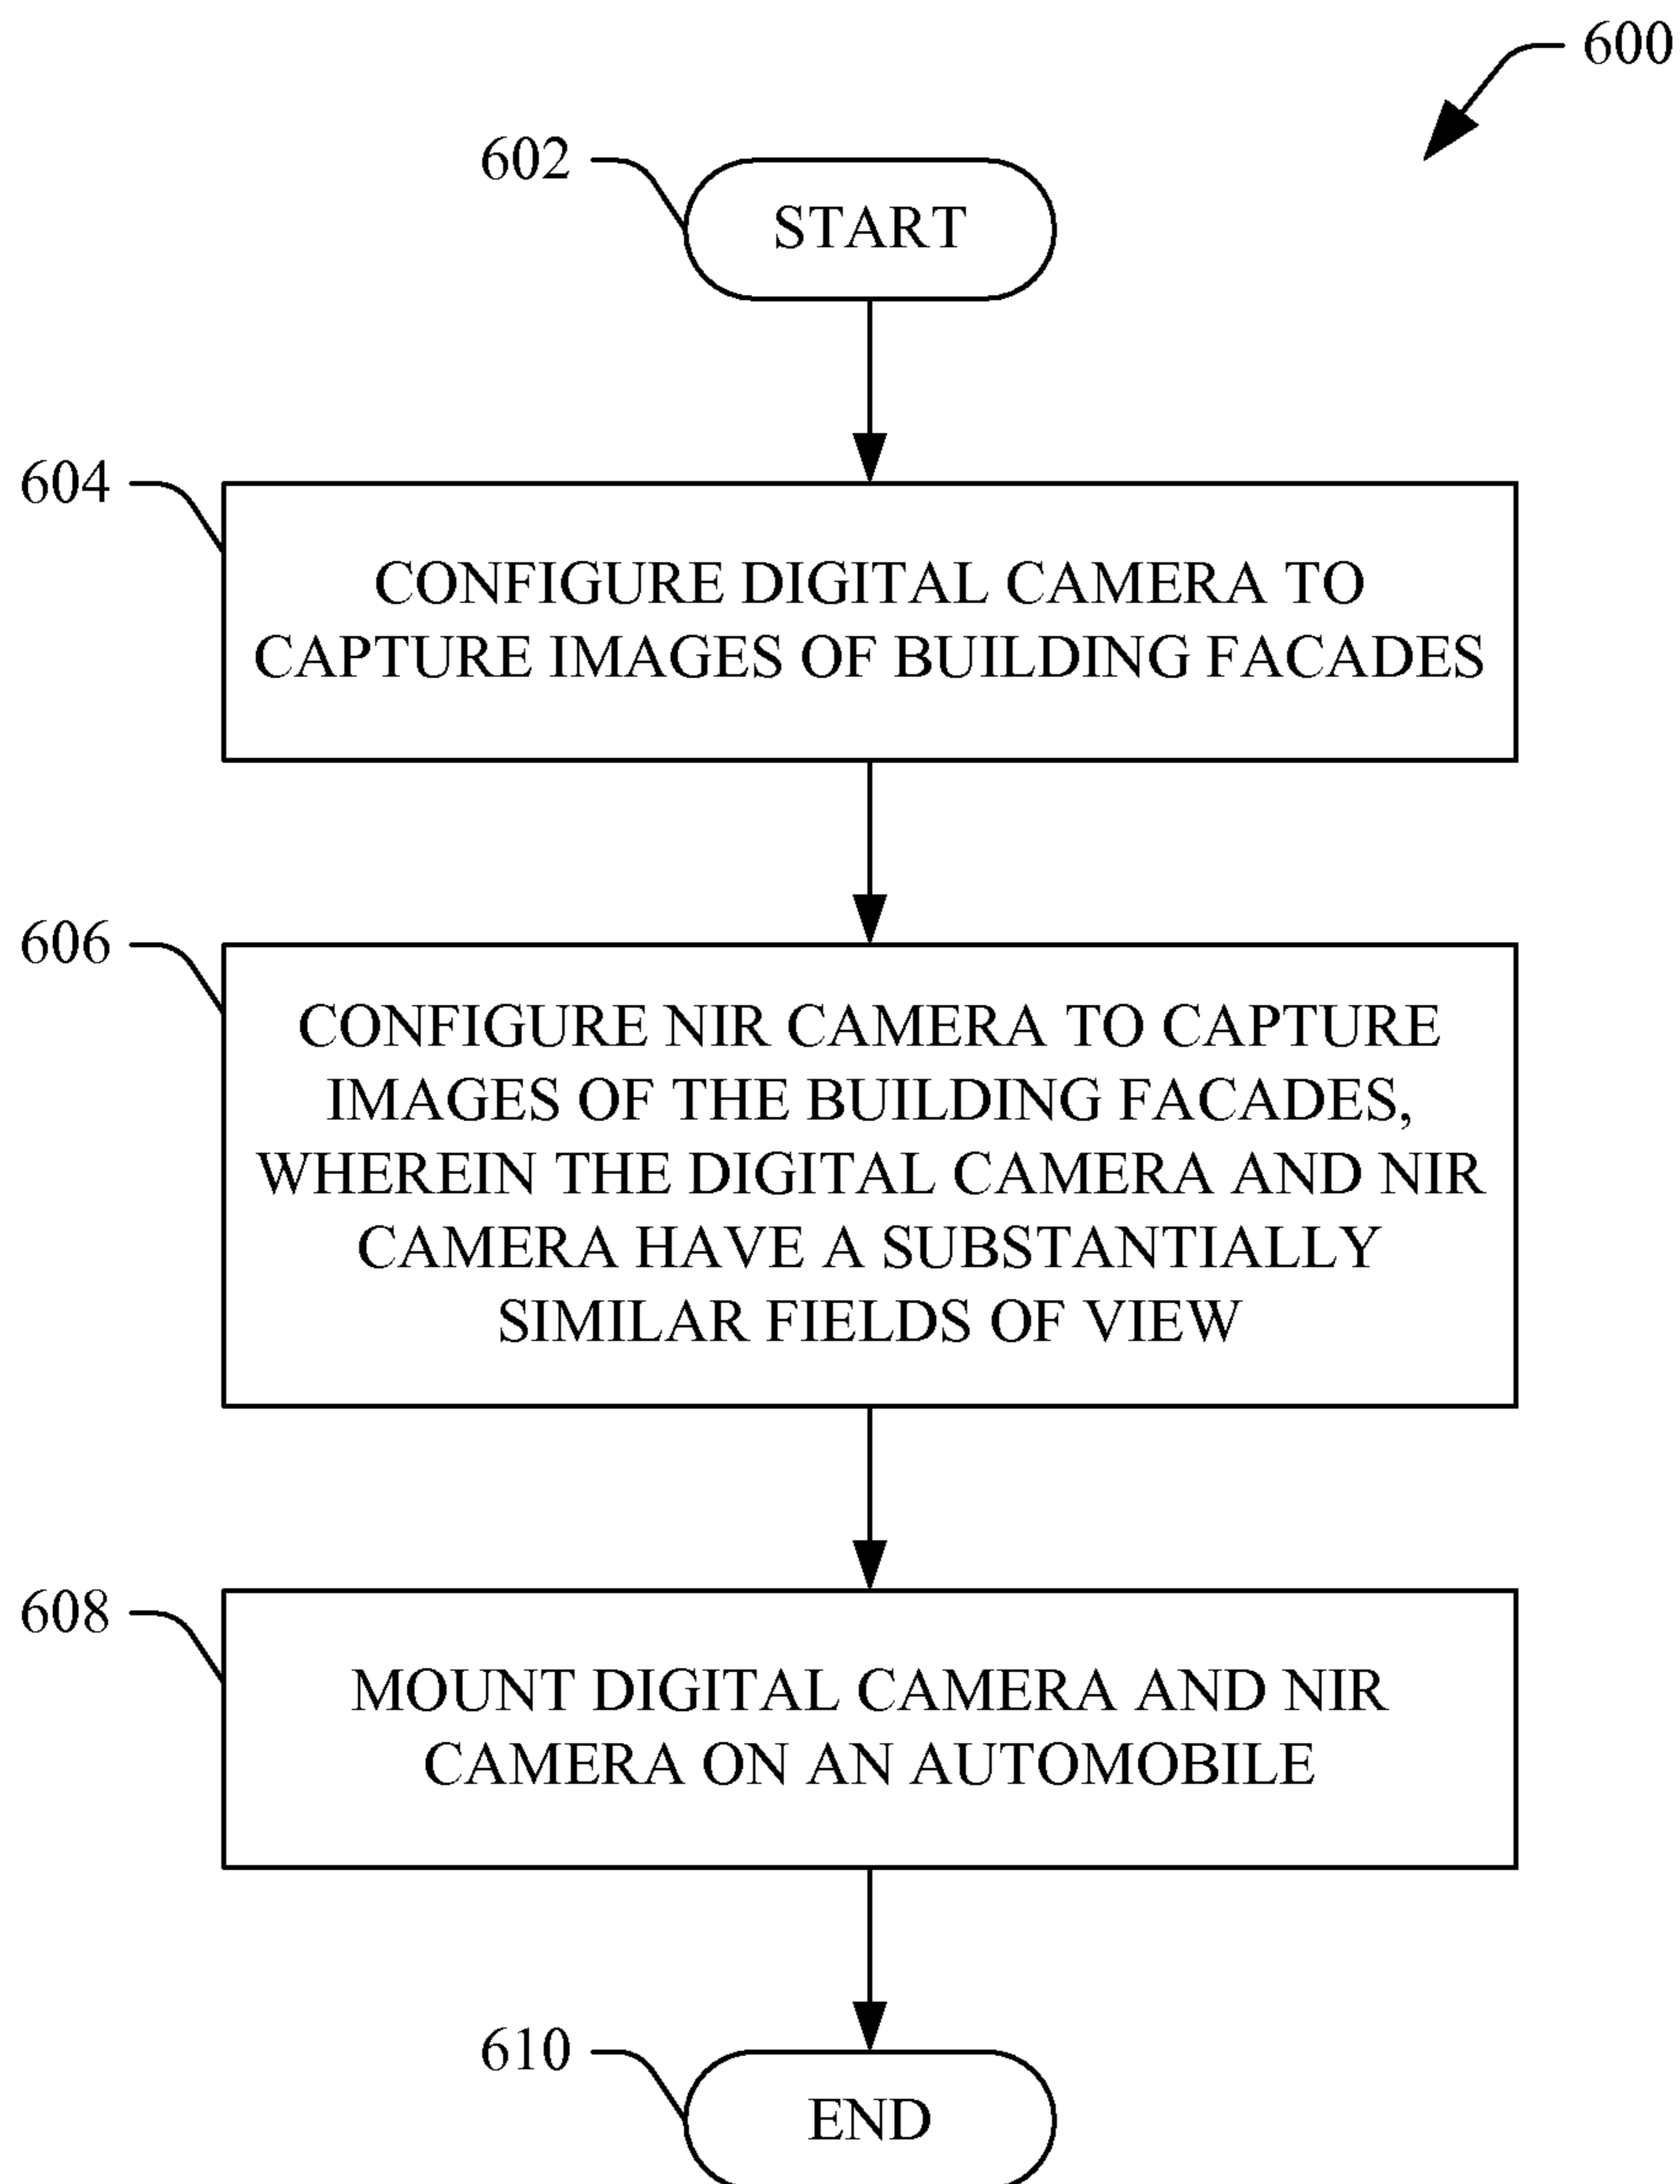 600
602
START
604
CONFIGURE DIGITAL CAMERA TO
CAPTURE IMAGES OF BUILDING FACADES
606
CONFIGURE NIR CAMERA TO CAPTURE
IMAGES OF THE BUILDING FACADES,
WHEREIN THE DIGITAL CAMERA AND NIR
CAMERA HAVE A SUBSTANTIALLY
SIMILAR FIELDS OF VIEW
608
MOUNT DIGITAL CAMERA AND NIR
CAMERA ON AN AUTOMOBILE
610
END